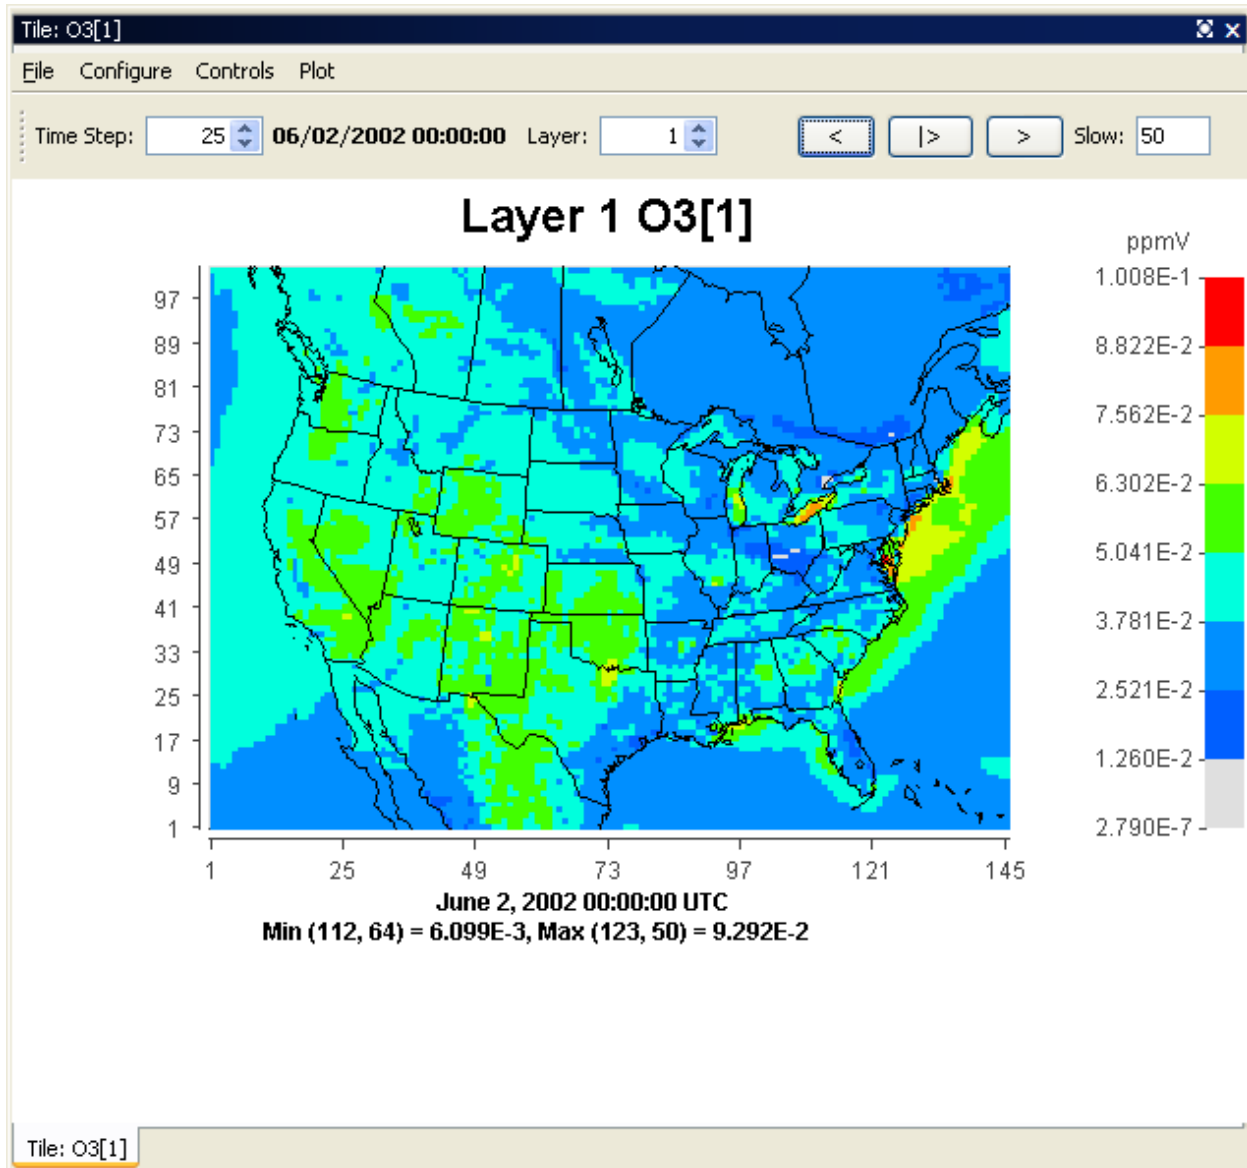 Tile: O3[1]
File Configure Controls Plot
Time Step: 25 06/02/2002 00:00:00 Layer: 1 < |> > Slow: 50
Layer 1 O3[1]
ppmV
1.008E-1
8.822E-2
7.562E-2
6.302E-2
5.041E-2
3.781E-2
2.521E-2
1.260E-2
2.790E-7
97
89
81
73
65
57
49
41
33
25
17
9
1
1 25 49 73 97 121 145
June 2, 2002 00:00:00 UTC
Min (112, 64) = 6.099E-3, Max (123, 50) = 9.292E-2
Tile: O3[1]